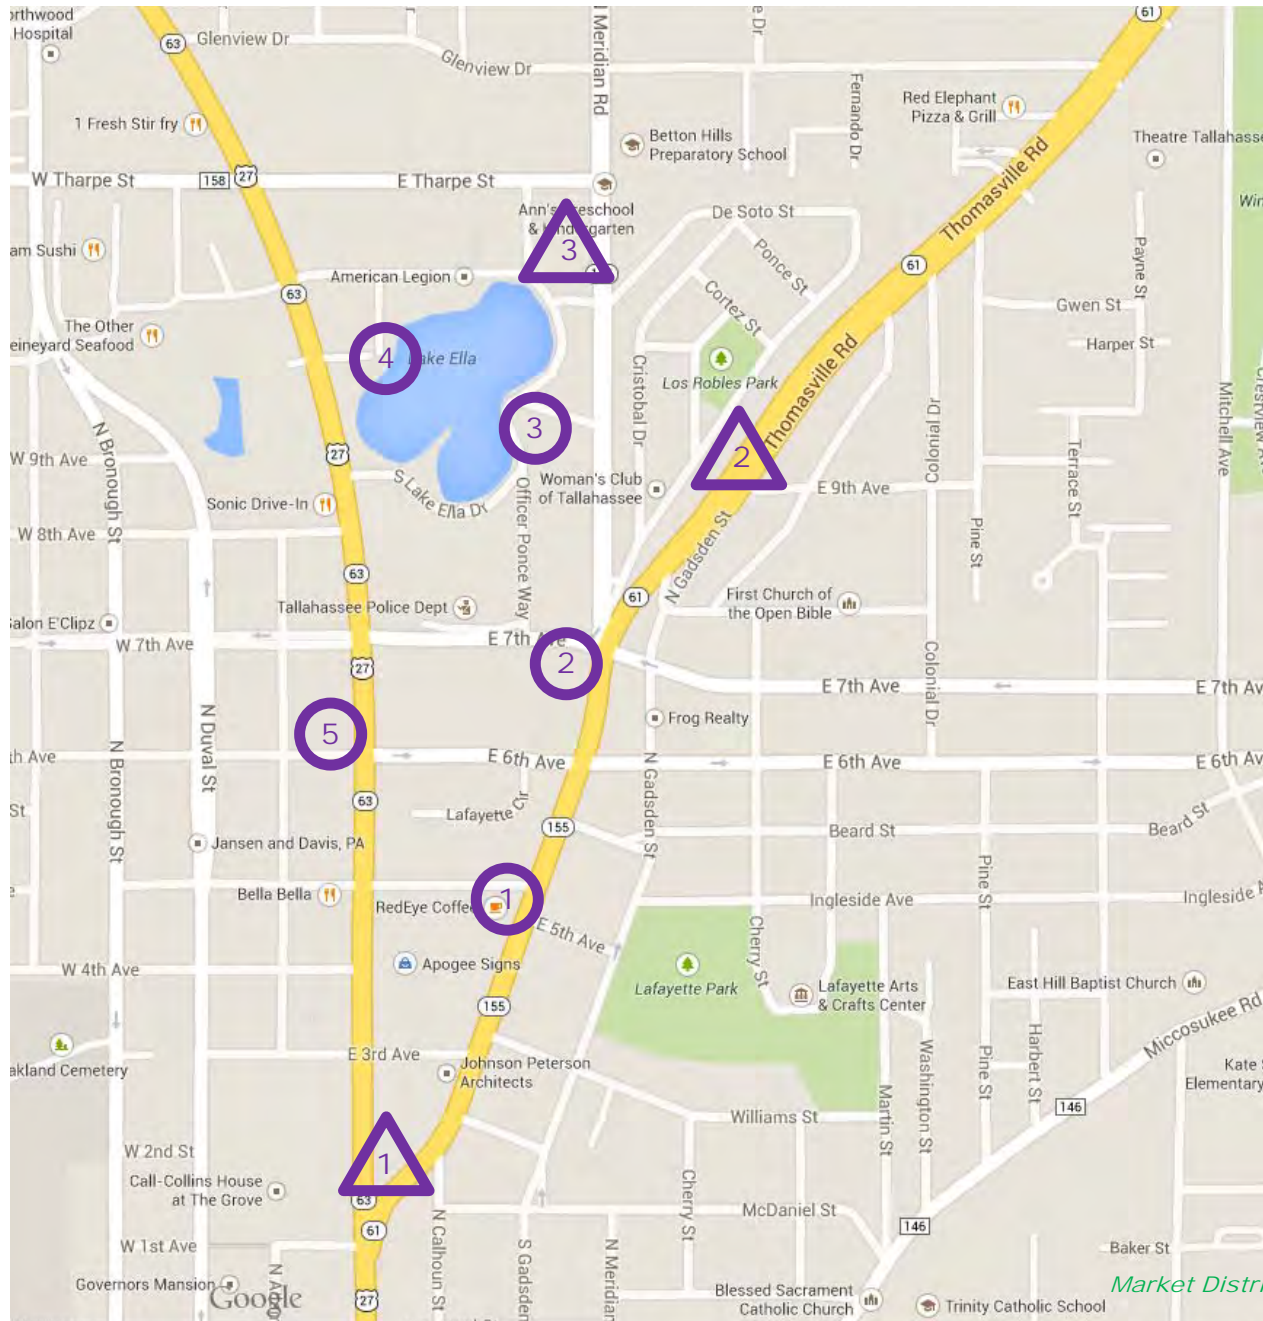 orthwood
Hospital
63
Glenview Dr
Glenview Dr
N Meridian Rd
e Dr
61
1 Fresh Stir fry
Fernando Dr
Red Elephant
Pizza & Grill
Betton Hills
Preparatory School
Theatre Tallahasse
W Tharpe St
158
27
E Tharpe St
Thomasville Rd
Win
Ann's
& K
rgarten
3
De Soto St
Ponce St
am Sushi
American Legion
61
Payne St
63
Cortez St
Gwen St
The Other
eineyard Seafood
4
Lake Ella
Los Robles Park
Harper St
Cristobal Dr
Thomasville Rd
Colonial Dr
Mitchell Ave
Crestview Av
3
2
N Bronough St
W 9th Ave
27
S Lake Ella Dr
Woman's Club
of Tallahassee
E 9th Ave
Terrace St
Sonic Drive-In
Officer Ponce Way
N Gadsden St
Pine St
W 8th Ave
63
61
First Church of
the Open Bible
Tallahassee Police Dept
Salon E'Clipz
W 7th Ave
E 7th Ave
2
27
Colonial Dr
E 7th Ave
E 7th Av
Frog Realty
5
N Duval St
N Bronough St
th Ave
E 6th Ave
N Gadsden St
E 6th Ave
E 6th Av
63
Lafayette Cir
155
St
Beard St
Beard St
Jansen and Davis, PA
Bella Bella
RedEye Coffee
1
Pine St
Ingleside Ave
Ingleside A
E 5th Ave
Cherry St
W 4th Ave
Apogee Signs
Lafayette Park
Lafayette Arts
& Crafts Center
East Hill Baptist Church
155
Miccosukee Rd
akland Cemetery
E 3rd Ave
Johnson Peterson
Architects
Washington St
Pine St
Harbert St
Kate S
Elementary
Martin St
146
Williams St
W 2nd St
1
Call-Collins House
at The Grove
63
Cherry St
McDaniel St
146
61
N Calhoun St
S Gadsden
N Meridian
W 1st Ave
Baker St
Governors Mansion
N Ad
Google
27
Blessed Sacrament
Catholic Church
Trinity Catholic School
Market Distri